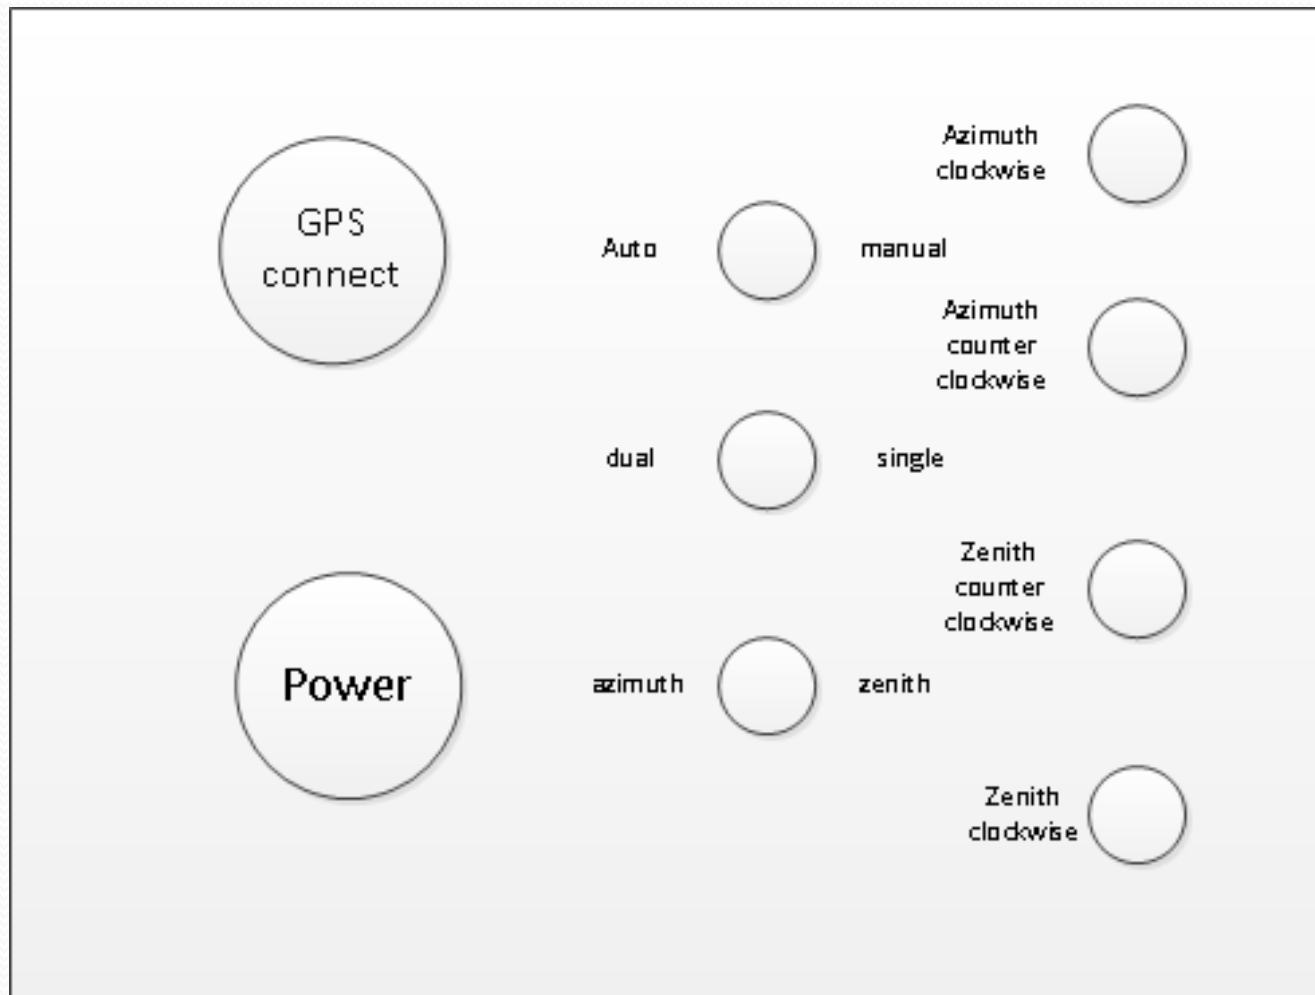 GPS
connect
Azimuth
clockwise
Auto
manual
Azimuth
counter
clockwise
dual
single
Zenith
counter
clockwise
Power
azimuth
zenith
Zenith
clockwise